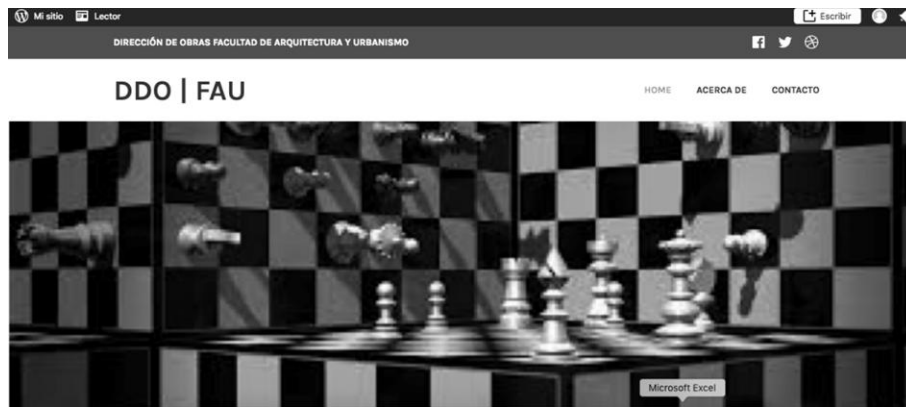 Mi sitio Lector Escribir
DIRECCIÓN DE OBRAS FACULTAD DE ARQUITECTURA Y URBANISMO
DDO | FAU
HOME ACERCA DE CONTACTO
Microsoft Excel